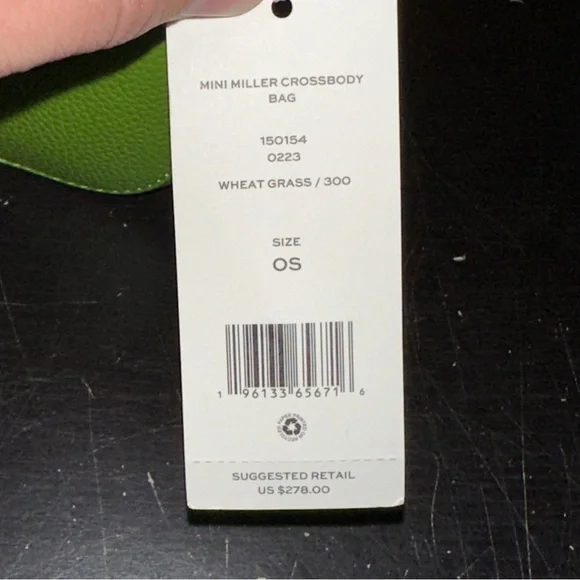 MINI MILLER CROSSBODY
BAG
150154
0223
WHEAT GRASS / 300
SIZE
OS
1 96133 65671 6
SUGGESTED RETAIL
US $278.00